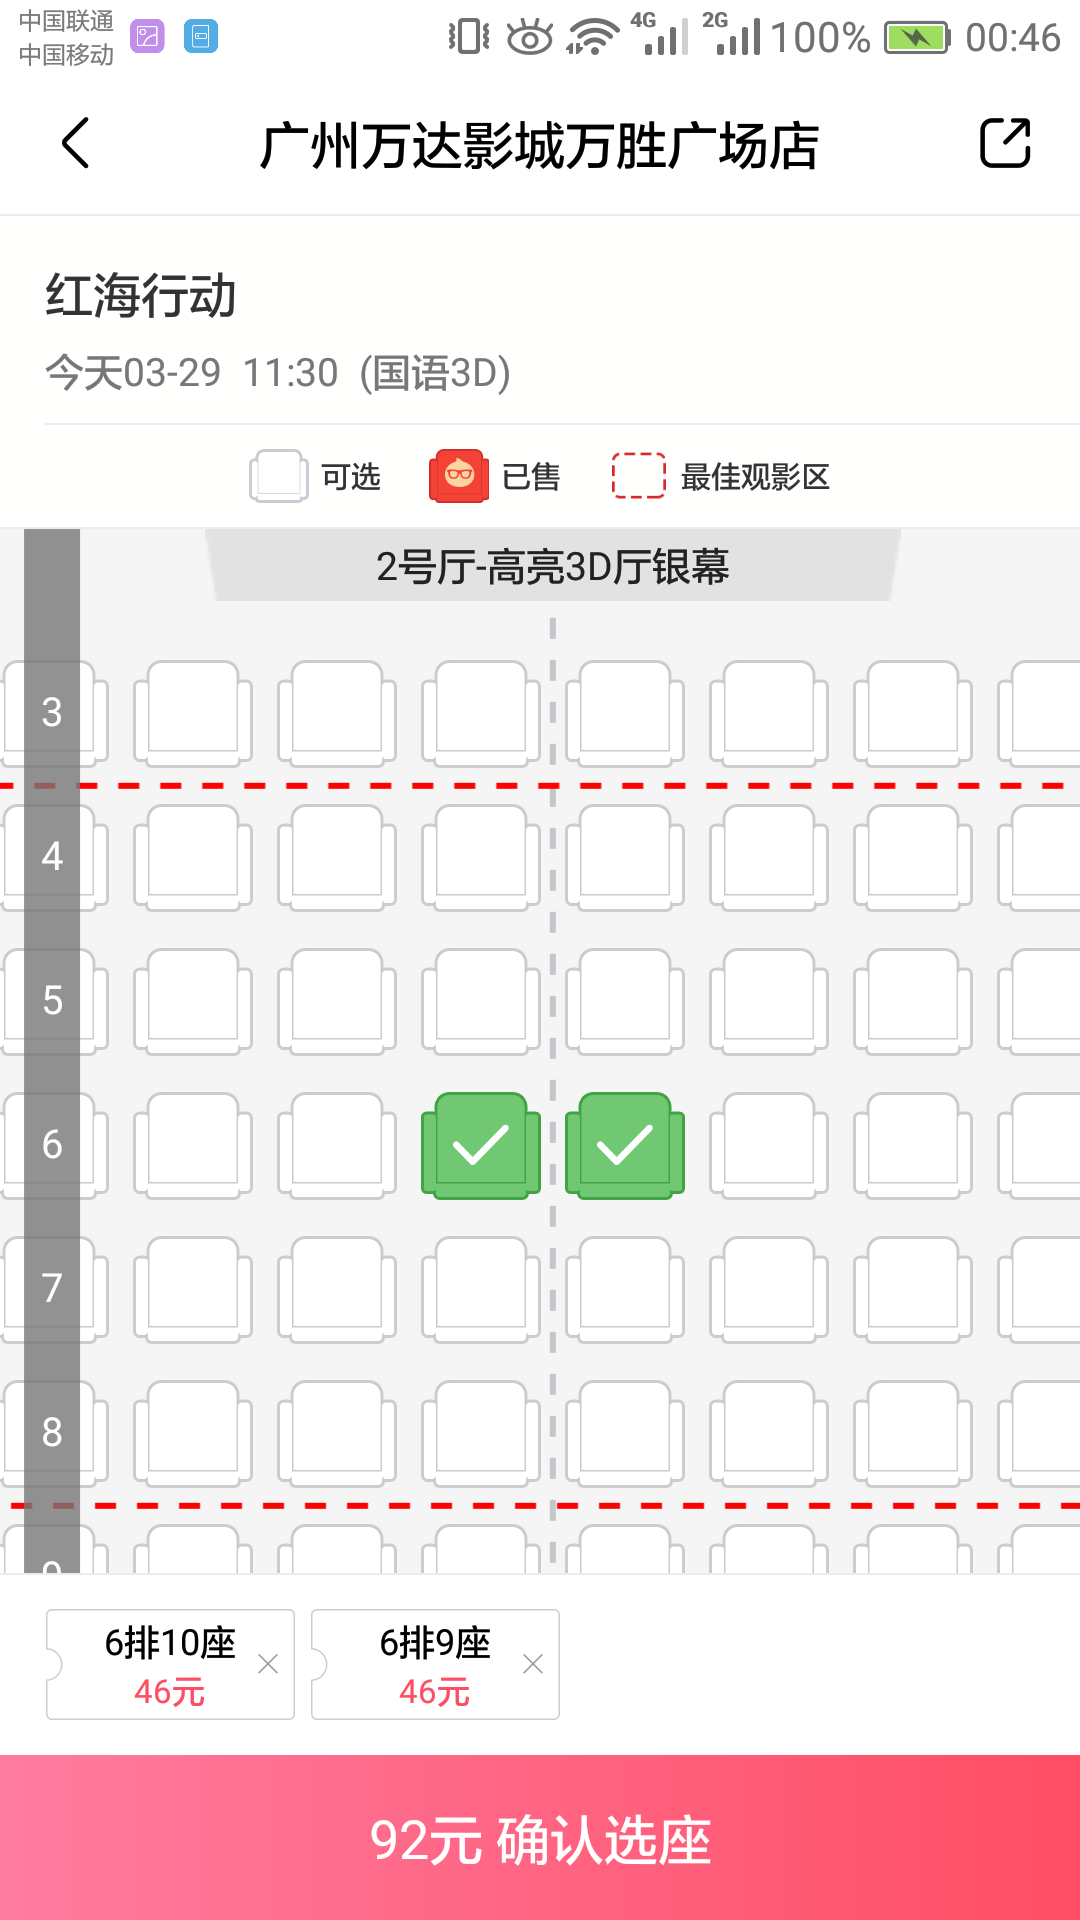 中国联通
中国移动
4G 2G 100% 00:46
广州万达影城万胜广场店
红海行动
今天03-29 11:30 (国语3D)
可选 已售 最佳观影区
2号厅-高亮3D厅银幕
3
4
5
6
7
8
9
6排10座 6排9座
46元 46元
92元 确认选座